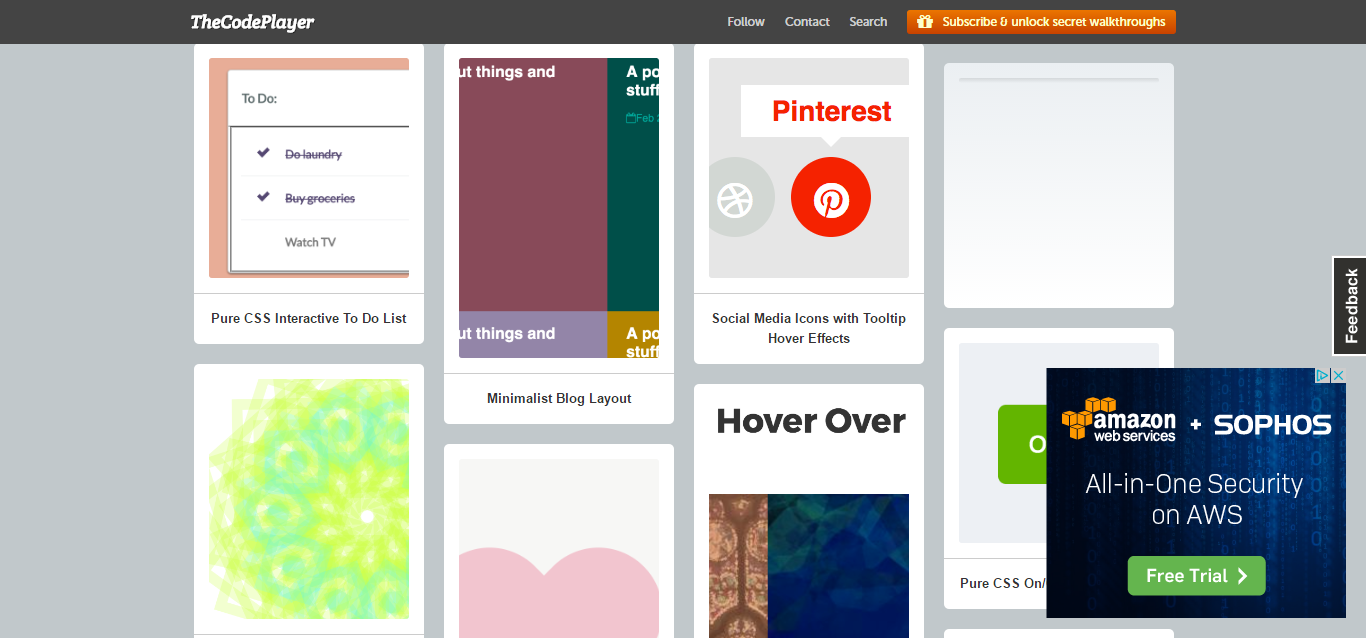 TheCodePlayer
Follow
Contact
Search
Subscribe & unlock secret walkthroughs
To Do:
Do laundry
Buy groceries
Watch TV
Pure CSS Interactive To Do List
ut things and
A po
stuff
Feb 2
ut things and
A po
stuff
Minimalist Blog Layout
Pinterest
Social Media Icons with Tooltip
Hover Effects
Hover Over
O
Pure CSS On/
Feedback
amazon
web services
+ SOPHOS
All-in-One Security
on AWS
Free Trial